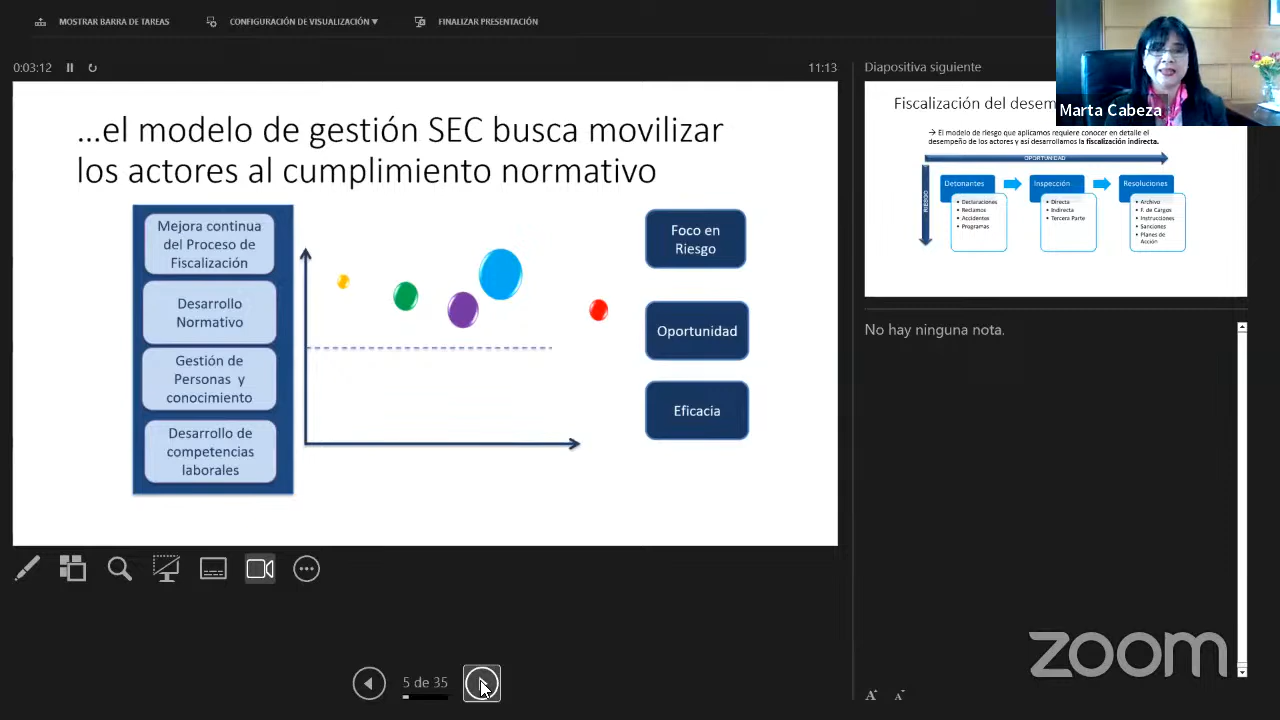 MOSTRAR BARRA DE TAREAS
CONFIGURACIÓN DE VISUALIZACIÓN ▼
FINALIZAR PRESENTACIÓN
0:03:12
11:13
...el modelo de gestión SEC busca movilizar
los actores al cumplimiento normativo
Mejora continua
del Proceso de
Fiscalización
Desarrollo
Normativo
Gestión de
Personas y
conocimiento
Desarrollo de
competencias
laborales
Foco en
Riesgo
Oportunidad
Eficacia
5 de 35
Diapositiva siguiente
Marta Cabeza
Fiscalización del
→ El modelo de riesgo que aplicamos requiere conocer en detalle el
desempeño de los actores y así desarrollamos la fiscalización indirecta.
OPORTUNIDAD
RIESGO
Detonantes
• Declaraciones
• Reclamos
• Accidentes
• Programas
Inspección
• Directa
• Indirecta
• Tercera Parte
Resoluciones
• Archivo
• F. de Cargos
• Instrucciones
• Sanciones
• Planes de
Acción
No hay ninguna nota.
zoom
A A